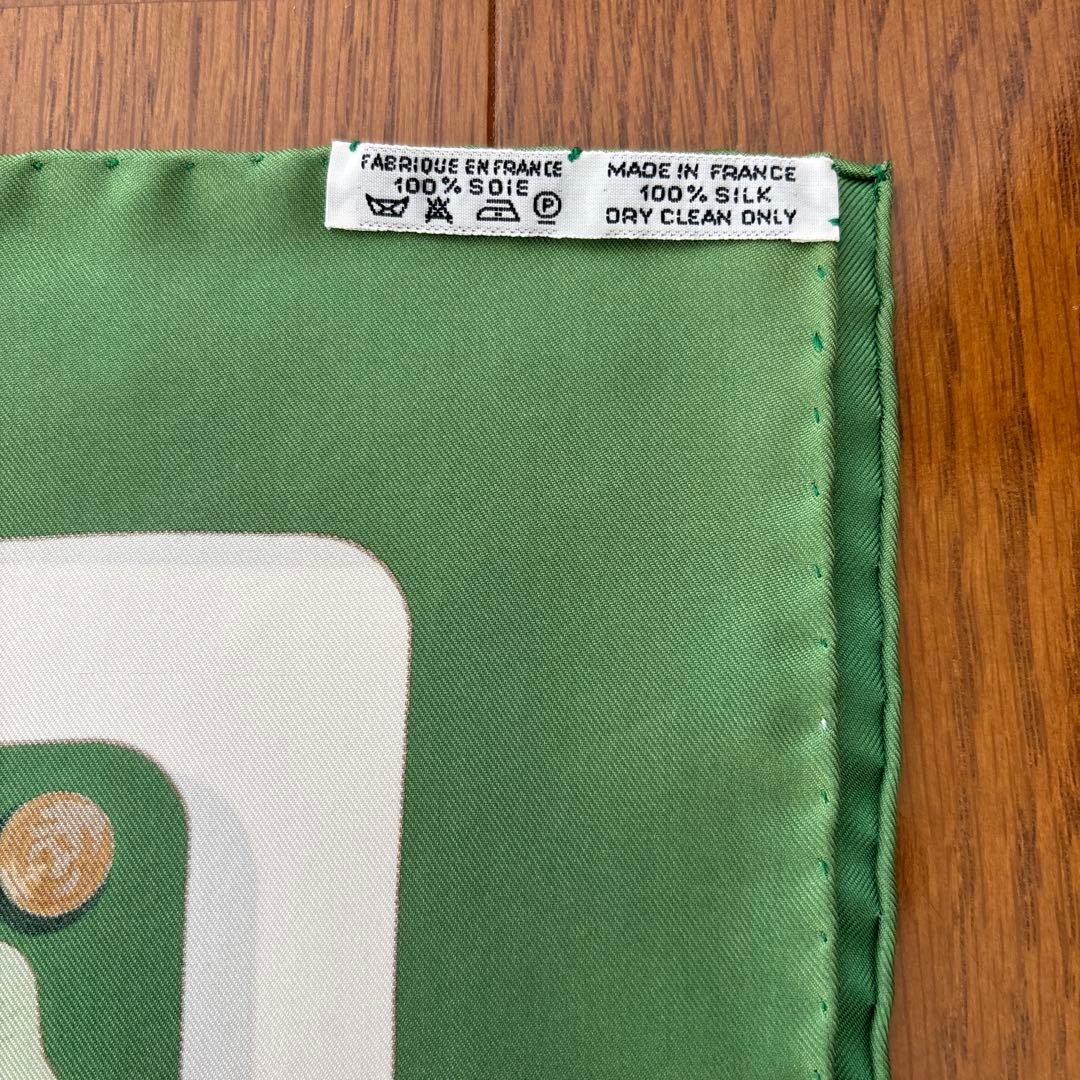 FABRIQUE EN FRANCE
100% SOIE
P
MADE IN FRANCE
100% SILK
DRY CLEAN ONLY